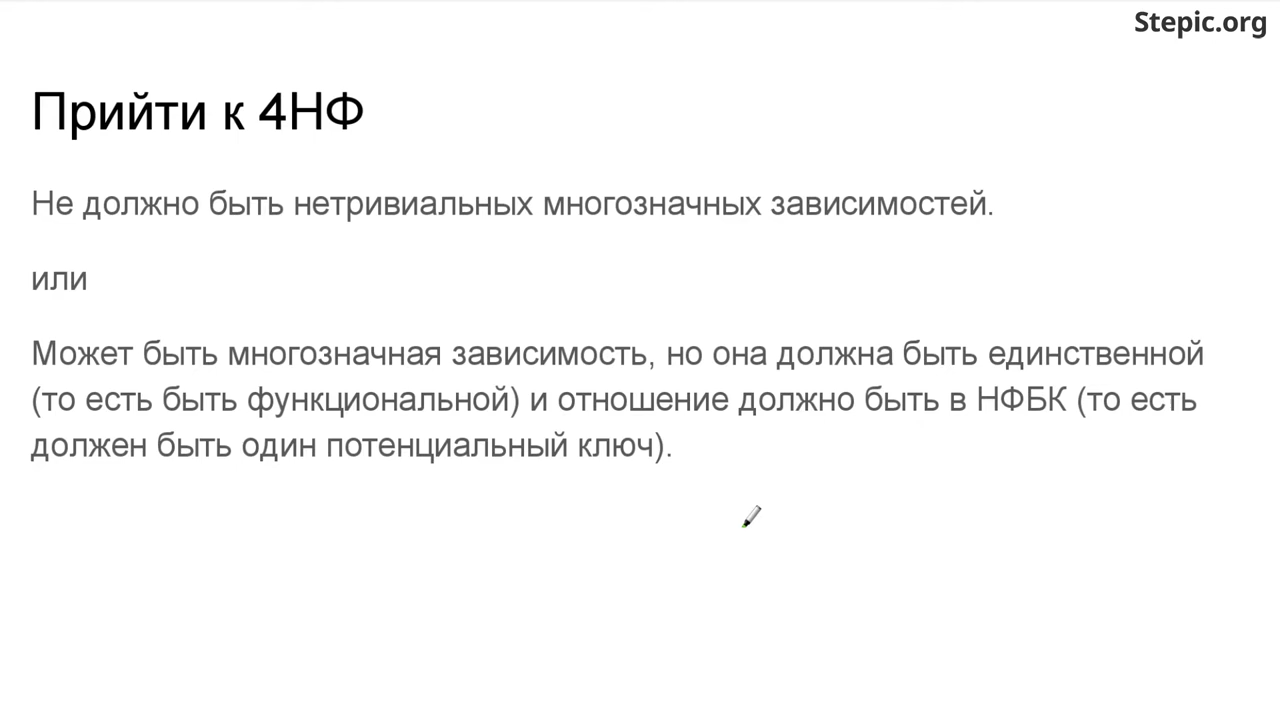 Stepic.org
Прийти к 4НФ
Не должно быть нетривиальных многозначных зависимостей.
или
Может быть многозначная зависимость, но она должна быть единственной
(то есть быть функциональной) и отношение должно быть в НФБК (то есть
должен быть один потенциальный ключ).